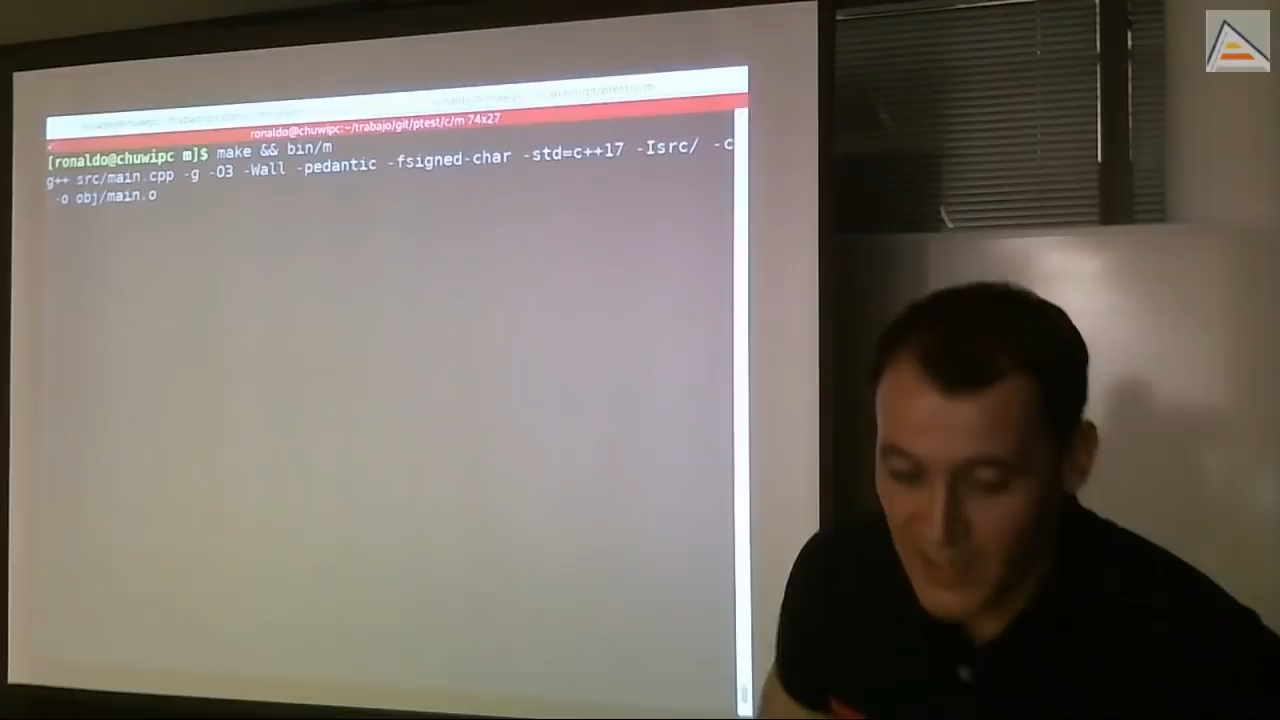 ronaldo@chuwipc:~/trabajo/git/ptest/c/m 74x27
[ronaldo@chuwipc m]$ make && bin/m
g++ src/main.cpp -g -O3 -Wall -pedantic -fsigned-char -std=c++17 -Isrc/ -c
-o obj/main.o